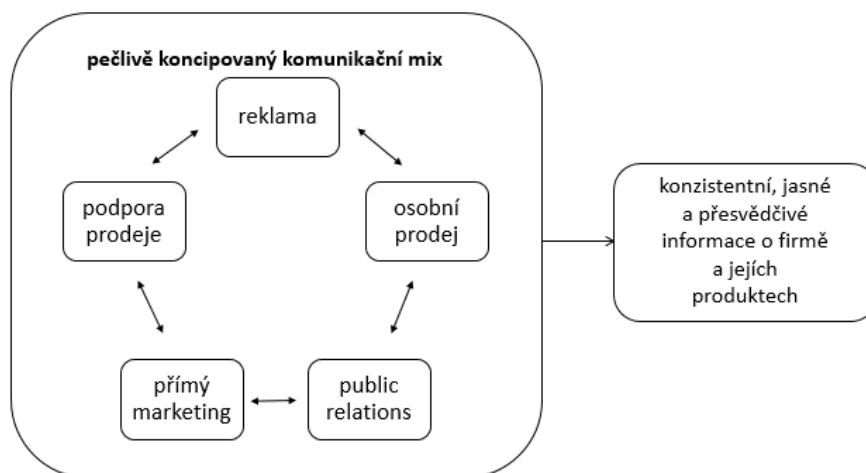 pečlivě koncipovaný komunikační mix
reklama
podpora
prodeje
osobní
prodej
přímý
marketing
public
relations
konzistentní, jasné
a přesvědčivé
informace o firmě
a jejích
produktech